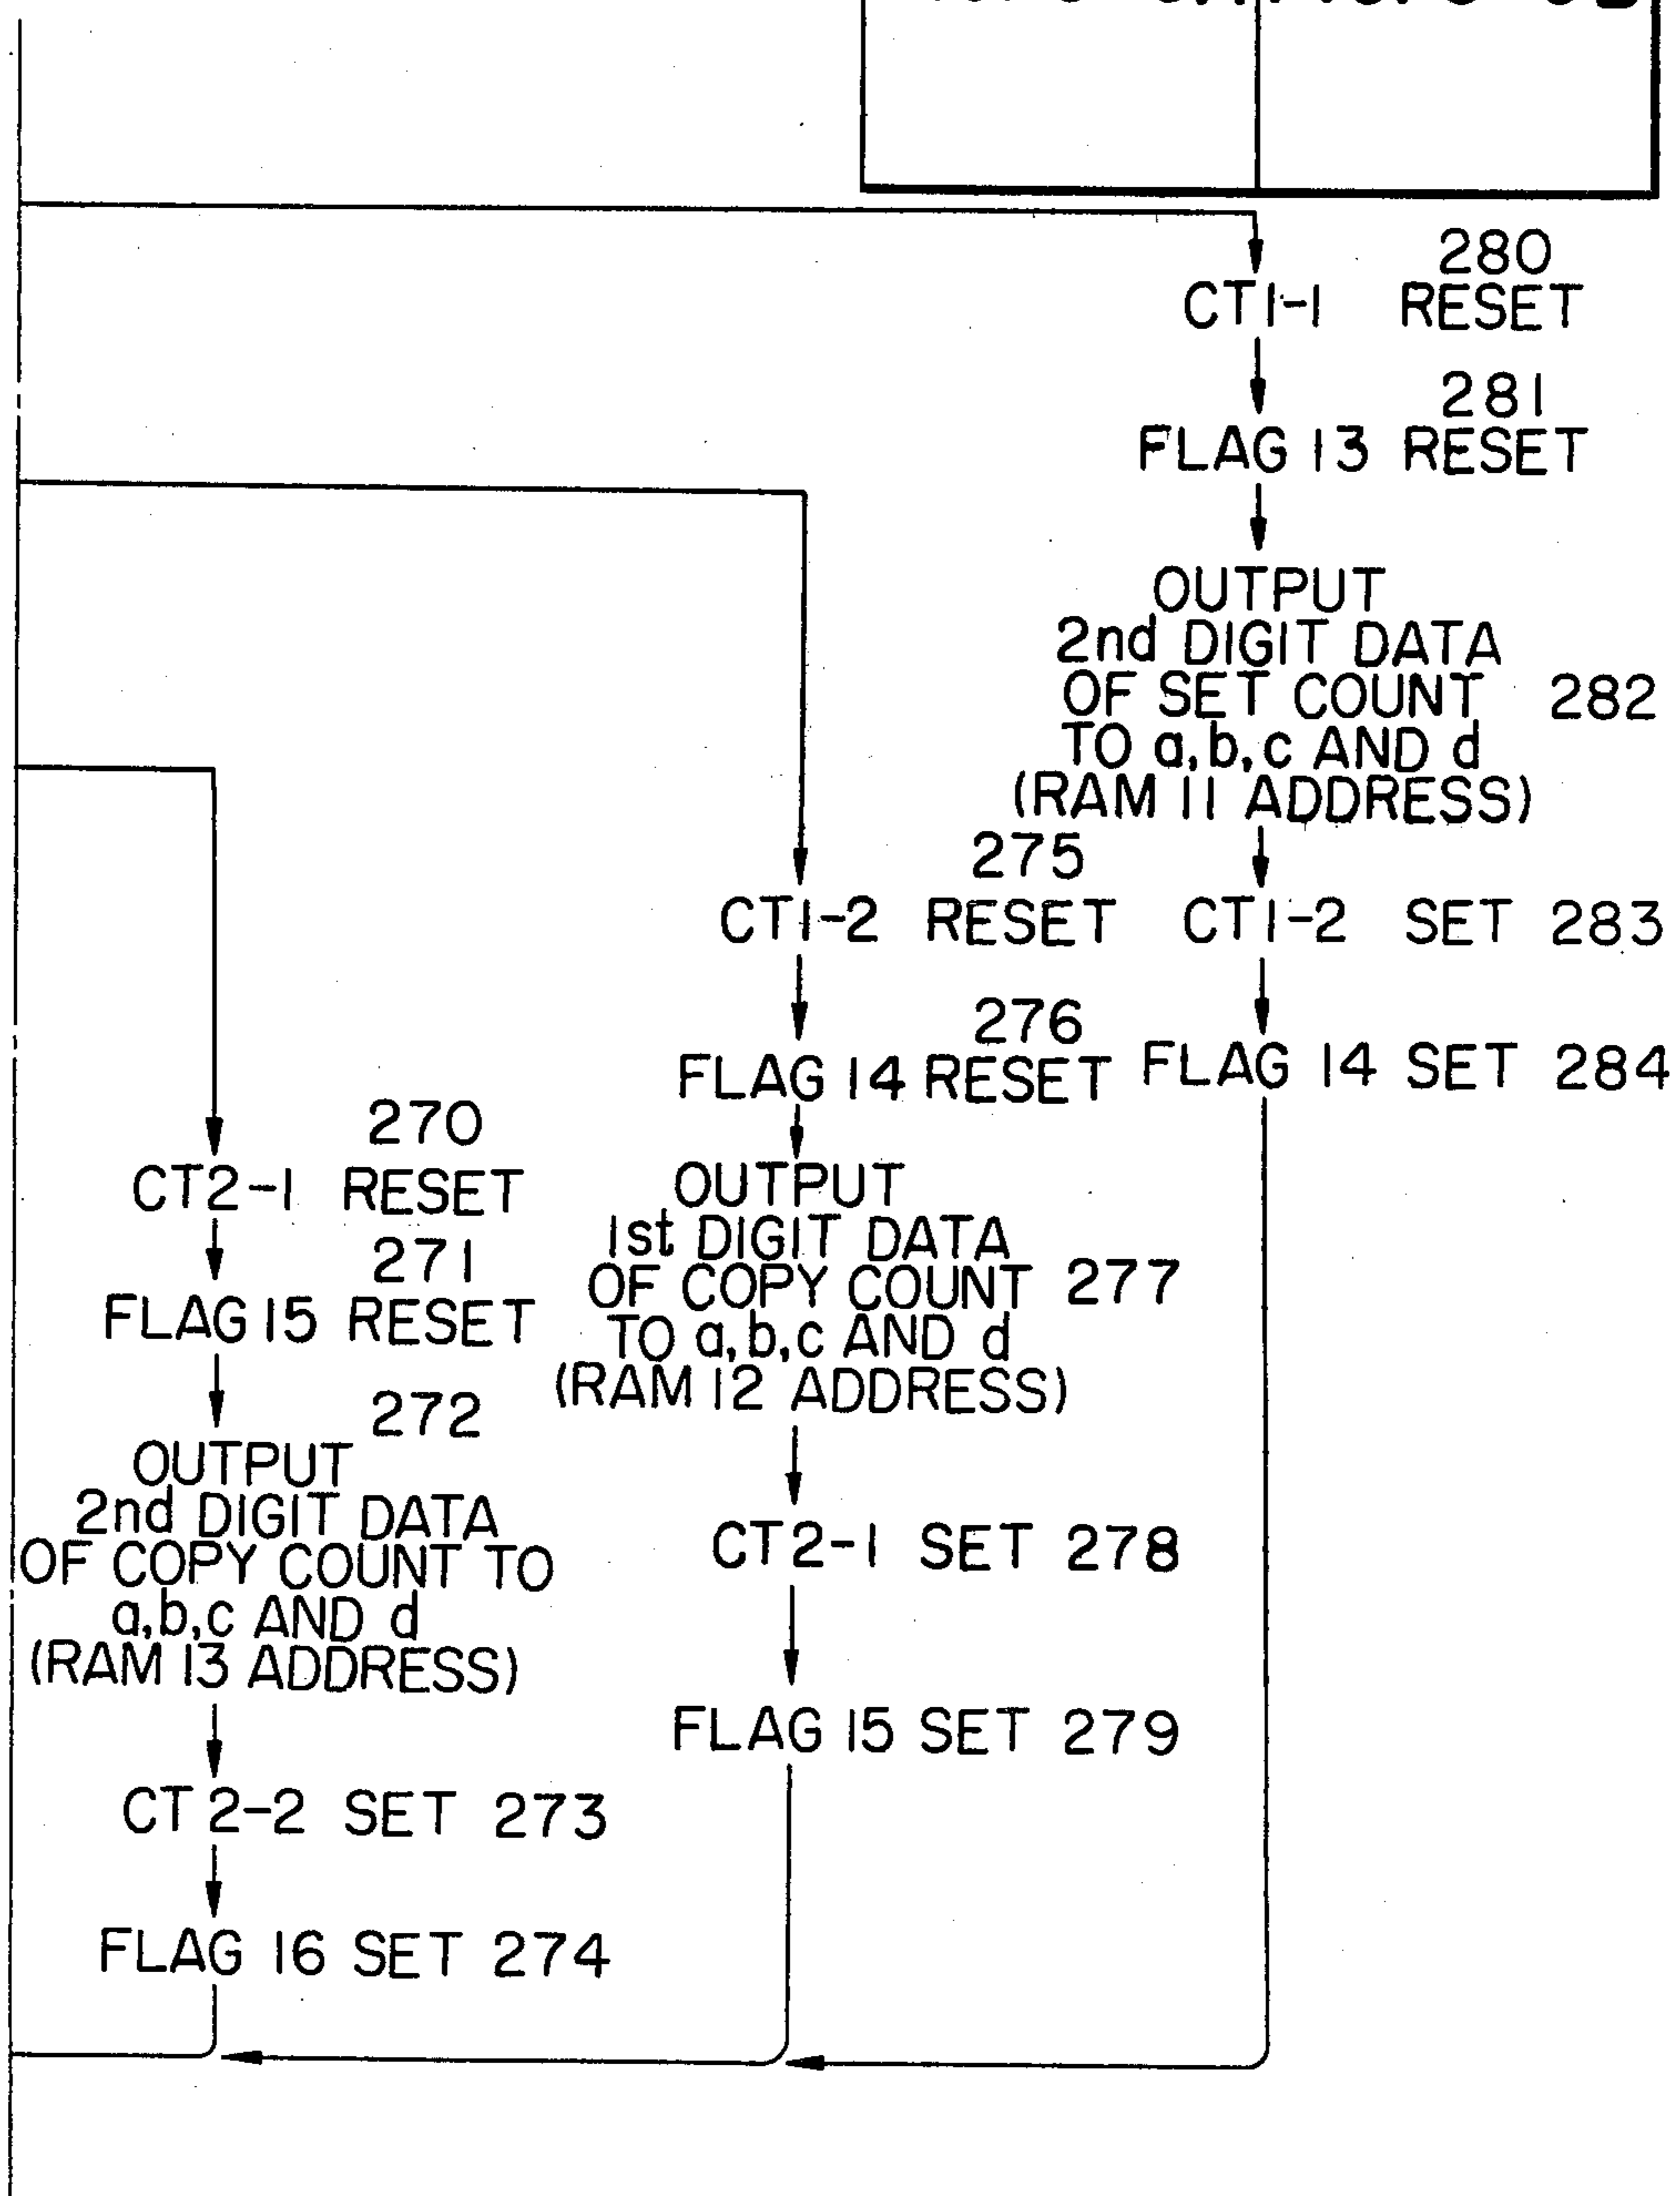 280
CT1-1 RESET
281
FLAG 13 RESET
OUTPUT
2nd DIGIT DATA
OF SET COUNT 282
TO a,b,c AND d
(RAM 11 ADDRESS)
CT1-2 SET 283
FLAG 14 SET 284
275
CT1-2 RESET
276
FLAG 14 RESET
OUTPUT
1st DIGIT DATA
OF COPY COUNT 277
TO a,b,c AND d
(RAM 12 ADDRESS)
CT2-1 SET 278
FLAG 15 SET 279
270
CT2-1 RESET
271
FLAG 15 RESET
272
OUTPUT
2nd DIGIT DATA
OF COPY COUNT TO
a,b,c AND d
(RAM 13 ADDRESS)
CT 2-2 SET 273
FLAG 16 SET 274